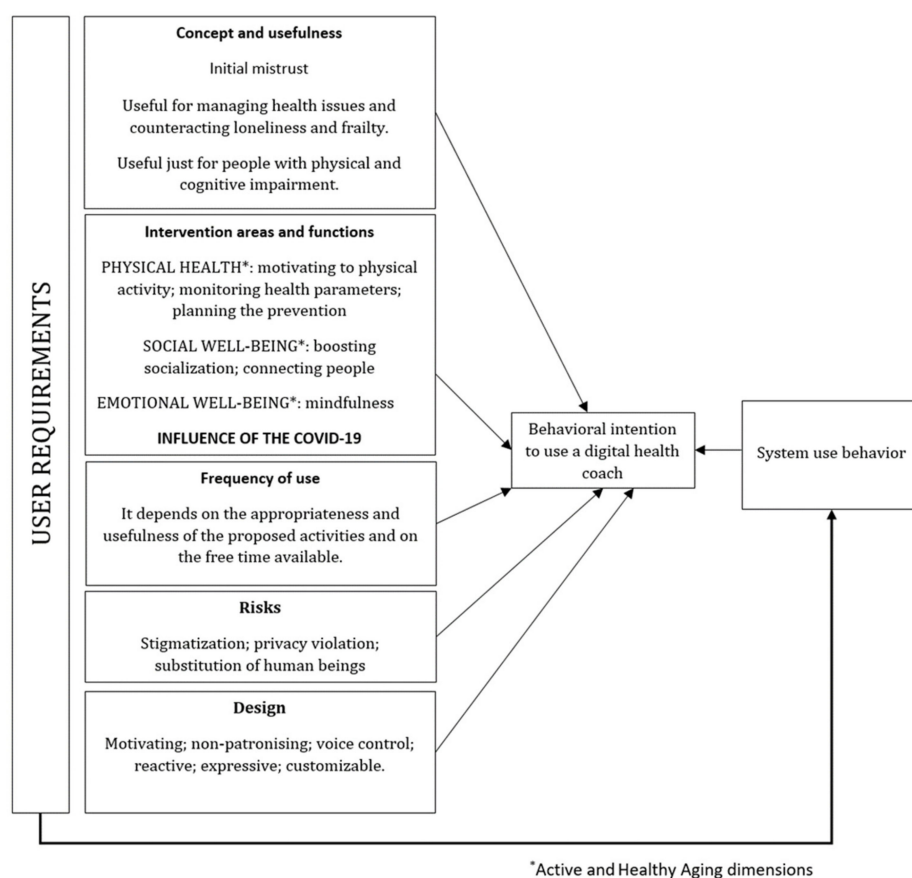 USER REQUIREMENTS
Concept and usefulness
Initial mistrust
Useful for managing health issues and
counteracting loneliness and frailty.
Useful just for people with physical and
cognitive impairment.
Intervention areas and functions
PHYSICAL HEALTH*: motivating to physical
activity; monitoring health parameters;
planning the prevention
SOCIAL WELL-BEING*: boosting
socialization; connecting people
EMOTIONAL WELL-BEING*: mindfulness
INFLUENCE OF THE COVID-19
Frequency of use
It depends on the appropriateness and
usefulness of the proposed activities and on
the free time available.
Risks
Stigmatization; privacy violation;
substitution of human beings
Design
Motivating; non-patronising; voice control;
reactive; expressive; customizable.
Behavioral intention
to use a digital health
coach
System use behavior
*Active and Healthy Aging dimensions